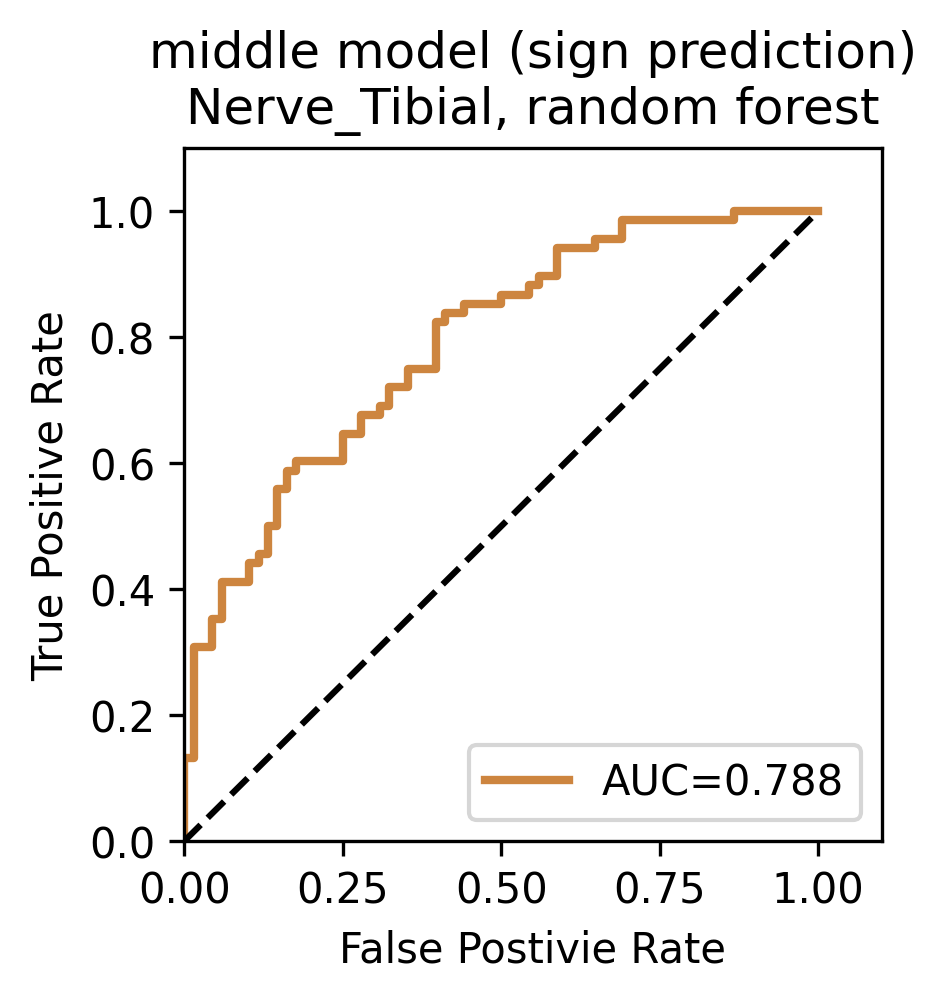 middle model (sign prediction)
Nerve_Tibial, random forest
1.0
0.8
0.6
0.4
0.2
0.0
True Positive Rate
AUC=0.788
0.00 0.25 0.50 0.75 1.00
False Postivie Rate